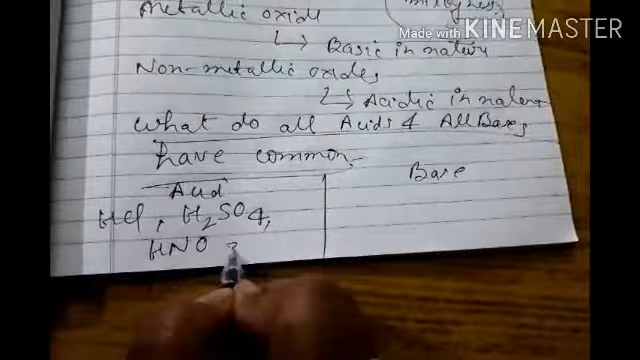 Made with KINEMASTER
Metallic oxide
↳ Basic in nature
Non-metallic oxides
↳ Acidic in nature
What do all Acids & All Bases
have common
Acid
Base
HCl, H2SO4,
HNO